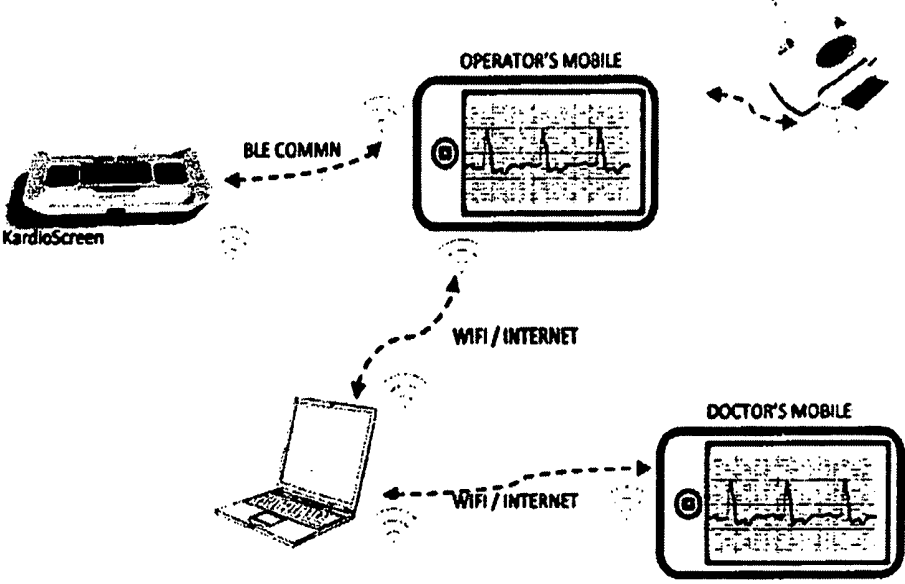 OPERATOR'S MOBILE
BLE COMMN
KardioScreen
WIFI / INTERNET
DOCTOR'S MOBILE
WIFI / INTERNET